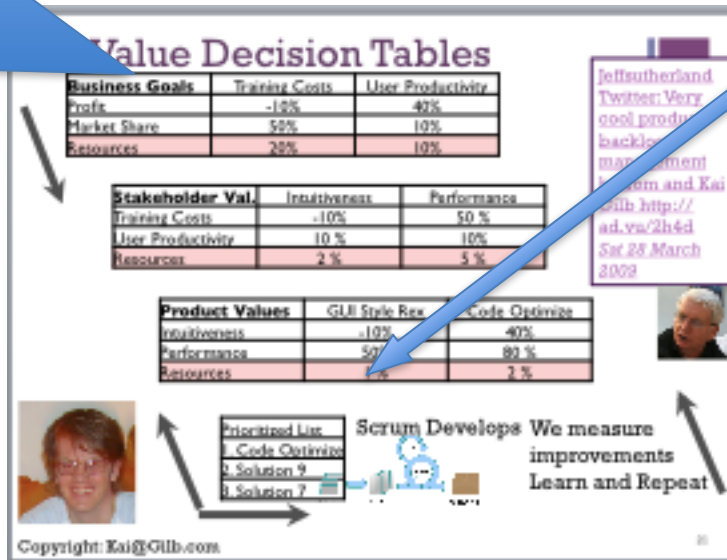 Value Decision Tables
Business Goals Training Costs User Productivity
Profit -10% 40%
Market Share 50% 10%
Resources 20% 10%
Jeffsutherland
Twitter: Very
cool
and Kai
Gilb http://
ad.vu/2h4d
Sat 28 March
2009
Stakeholder Val. Intuitiveness Performance
Training Costs -10% 50 %
User Productivity 10 % 10%
Resources 2 % 5 %
Product Values GUI Style Rex Code Optimize
Intuitiveness -10% 40%
Performance 80 %
Resources 2 %
Prioritized List
1. Code Optimize
2. Solution 9
3. Solution 7
Scrum Develops
We measure
improvements
Learn and Repeat
Copyright: Kai@Gilb.com